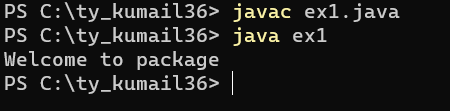 PS C:\ty_kumail36> javac ex1.java
PS C:\ty_kumail36> java ex1
Welcome to package
PS C:\ty_kumail36>